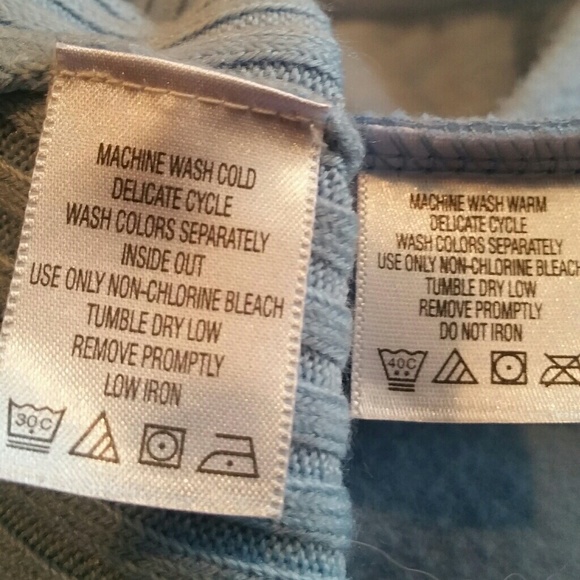 MACHINE WASH COLD
DELICATE CYCLE
WASH COLORS SEPARATELY
INSIDE OUT
USE ONLY NON-CHLORINE BLEACH
TUMBLE DRY LOW
REMOVE PROMPTLY
LOW IRON
30C
MACHINE WASH WARM
DELICATE CYCLE
WASH COLORS SEPARATELY
USE ONLY NON-CHLORINE BLEACH
TUMBLE DRY LOW
REMOVE PROMPTLY
DO NOT IRON
40C